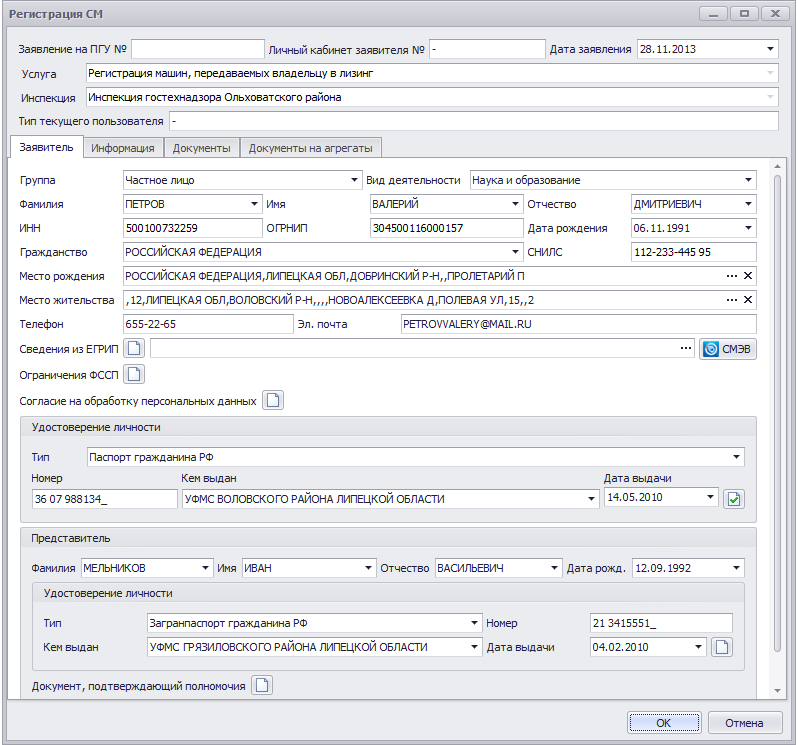 Регистрация СМ
Заявление на ПГУ № Личный кабинет заявителя № - Дата заявления 28.11.2013
Услуга Регистрация машин, передаваемых владельцу в лизинг
Инспекция Инспекция гостехнадзора Ольховатского района
Тип текущего пользователя -
Заявитель Информация Документы Документы на агрегаты
Группа Частное лицо Вид деятельности Наука и образование
Фамилия ПЕТРОВ Имя ВАЛЕРИЙ Отчество ДМИТРИЕВИЧ
ИНН 500100732259 ОГРНИП 304500116000157 Дата рождения 06.11.1991
Гражданство РОССИЙСКАЯ ФЕДЕРАЦИЯ СНИЛС 112-233-445 95
Место рождения РОССИЙСКАЯ ФЕДЕРАЦИЯ,ЛИПЕЦКАЯ ОБЛ,ДОБРИНСКИЙ Р-Н,,ПРОЛЕТАРИЙ П
Место жительства ,12,ЛИПЕЦКАЯ ОБЛ,ВОЛОВСКИЙ Р-Н,,,,НОВОАЛЕКСЕЕВКА Д,ПОЛЕВАЯ УЛ,15,,2
Телефон 655-22-65 Эл. почта PETROVVALERY@MAIL.RU
Сведения из ЕГРИП СМЭВ
Ограничения ФССП
Согласие на обработку персональных данных
Удостоверение личности
Тип Паспорт гражданина РФ
Номер Кем выдан Дата выдачи
36 07 988134_ УФМС ВОЛОВСКОГО РАЙОНА ЛИПЕЦКОЙ ОБЛАСТИ 14.05.2010
Представитель
Фамилия МЕЛЬНИКОВ Имя ИВАН Отчество ВАСИЛЬЕВИЧ Дата рожд. 12.09.1992
Удостоверение личности
Тип Загранпаспорт гражданина РФ Номер 21 3415551_
Кем выдан УФМС ГРЯЗИЛОВСКОГО РАЙОНА ЛИПЕЦКОЙ ОБЛАСТИ Дата выдачи 04.02.2010
Документ, подтверждающий полномочия
ОК Отмена